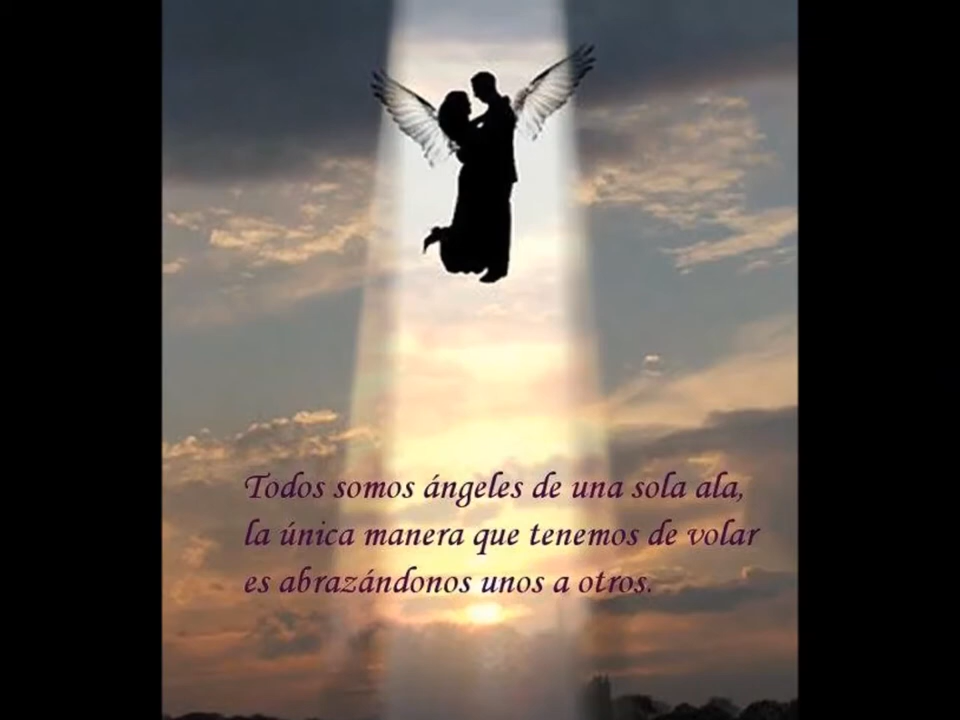 Todos somos ángeles de una sola ala,
la única manera que tenemos de volar
es abrazándonos unos a otros.